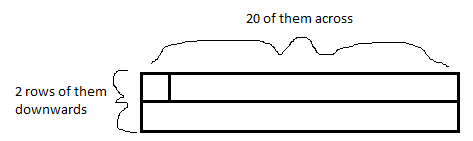 20 of them across
2 rows of them
downwards